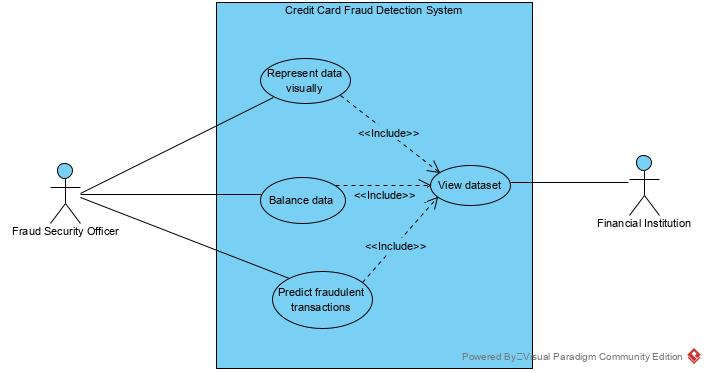 Credit Card Fraud Detection System
Represent data
visually
<<Include>>
Balance data
<<Include>>
View dataset
<<Include>>
Predict fraudulent
transactions
Fraud Security Officer
Financial Institution
Powered By Visual Paradigm Community Edition